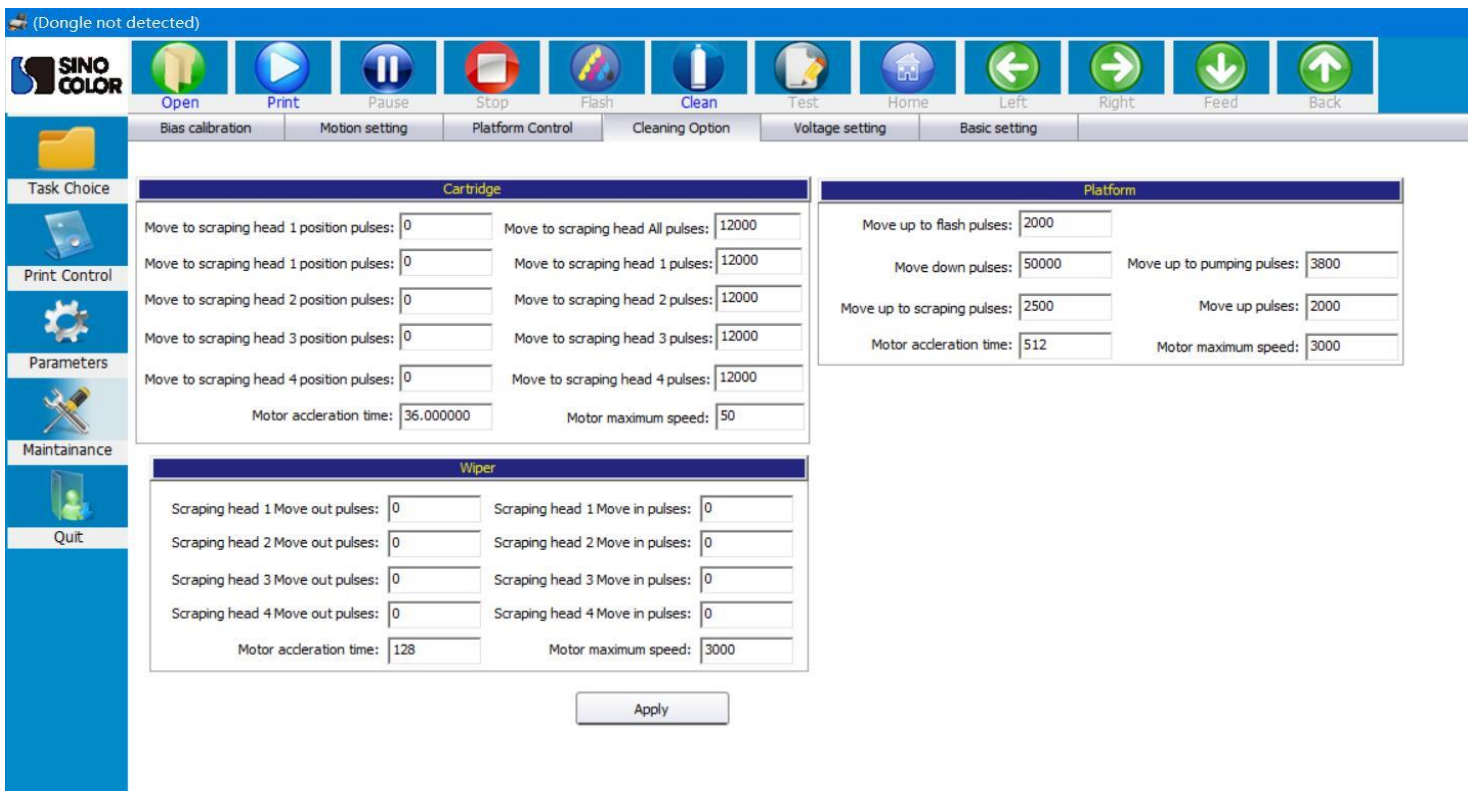 (Dongle not detected)
SINO COLOR
Open Print Pause Stop Flash Clean Test Home Left Right Feed Back
Bias calibration Motion setting Platform Control Cleaning Option Voltage setting Basic setting
Task Choice
Print Control
Parameters
Maintainance
Quit
Cartridge
Move to scraping head 1 position pulses: 0 Move to scraping head All pulses: 12000
Move to scraping head 1 position pulses: 0 Move to scraping head 1 pulses: 12000
Move to scraping head 2 position pulses: 0 Move to scraping head 2 pulses: 12000
Move to scraping head 3 position pulses: 0 Move to scraping head 3 pulses: 12000
Move to scraping head 4 position pulses: 0 Move to scraping head 4 pulses: 12000
Motor accleration time: 36.000000 Motor maximum speed: 50
Platform
Move up to flash pulses: 2000
Move down pulses: 50000 Move up to pumping pulses: 3800
Move up to scraping pulses: 2500 Move up pulses: 2000
Motor accleration time: 512 Motor maximum speed: 3000
Wiper
Scraping head 1 Move out pulses: 0 Scraping head 1 Move in pulses: 0
Scraping head 2 Move out pulses: 0 Scraping head 2 Move in pulses: 0
Scraping head 3 Move out pulses: 0 Scraping head 3 Move in pulses: 0
Scraping head 4 Move out pulses: 0 Scraping head 4 Move in pulses: 0
Motor accleration time: 128 Motor maximum speed: 3000
Apply